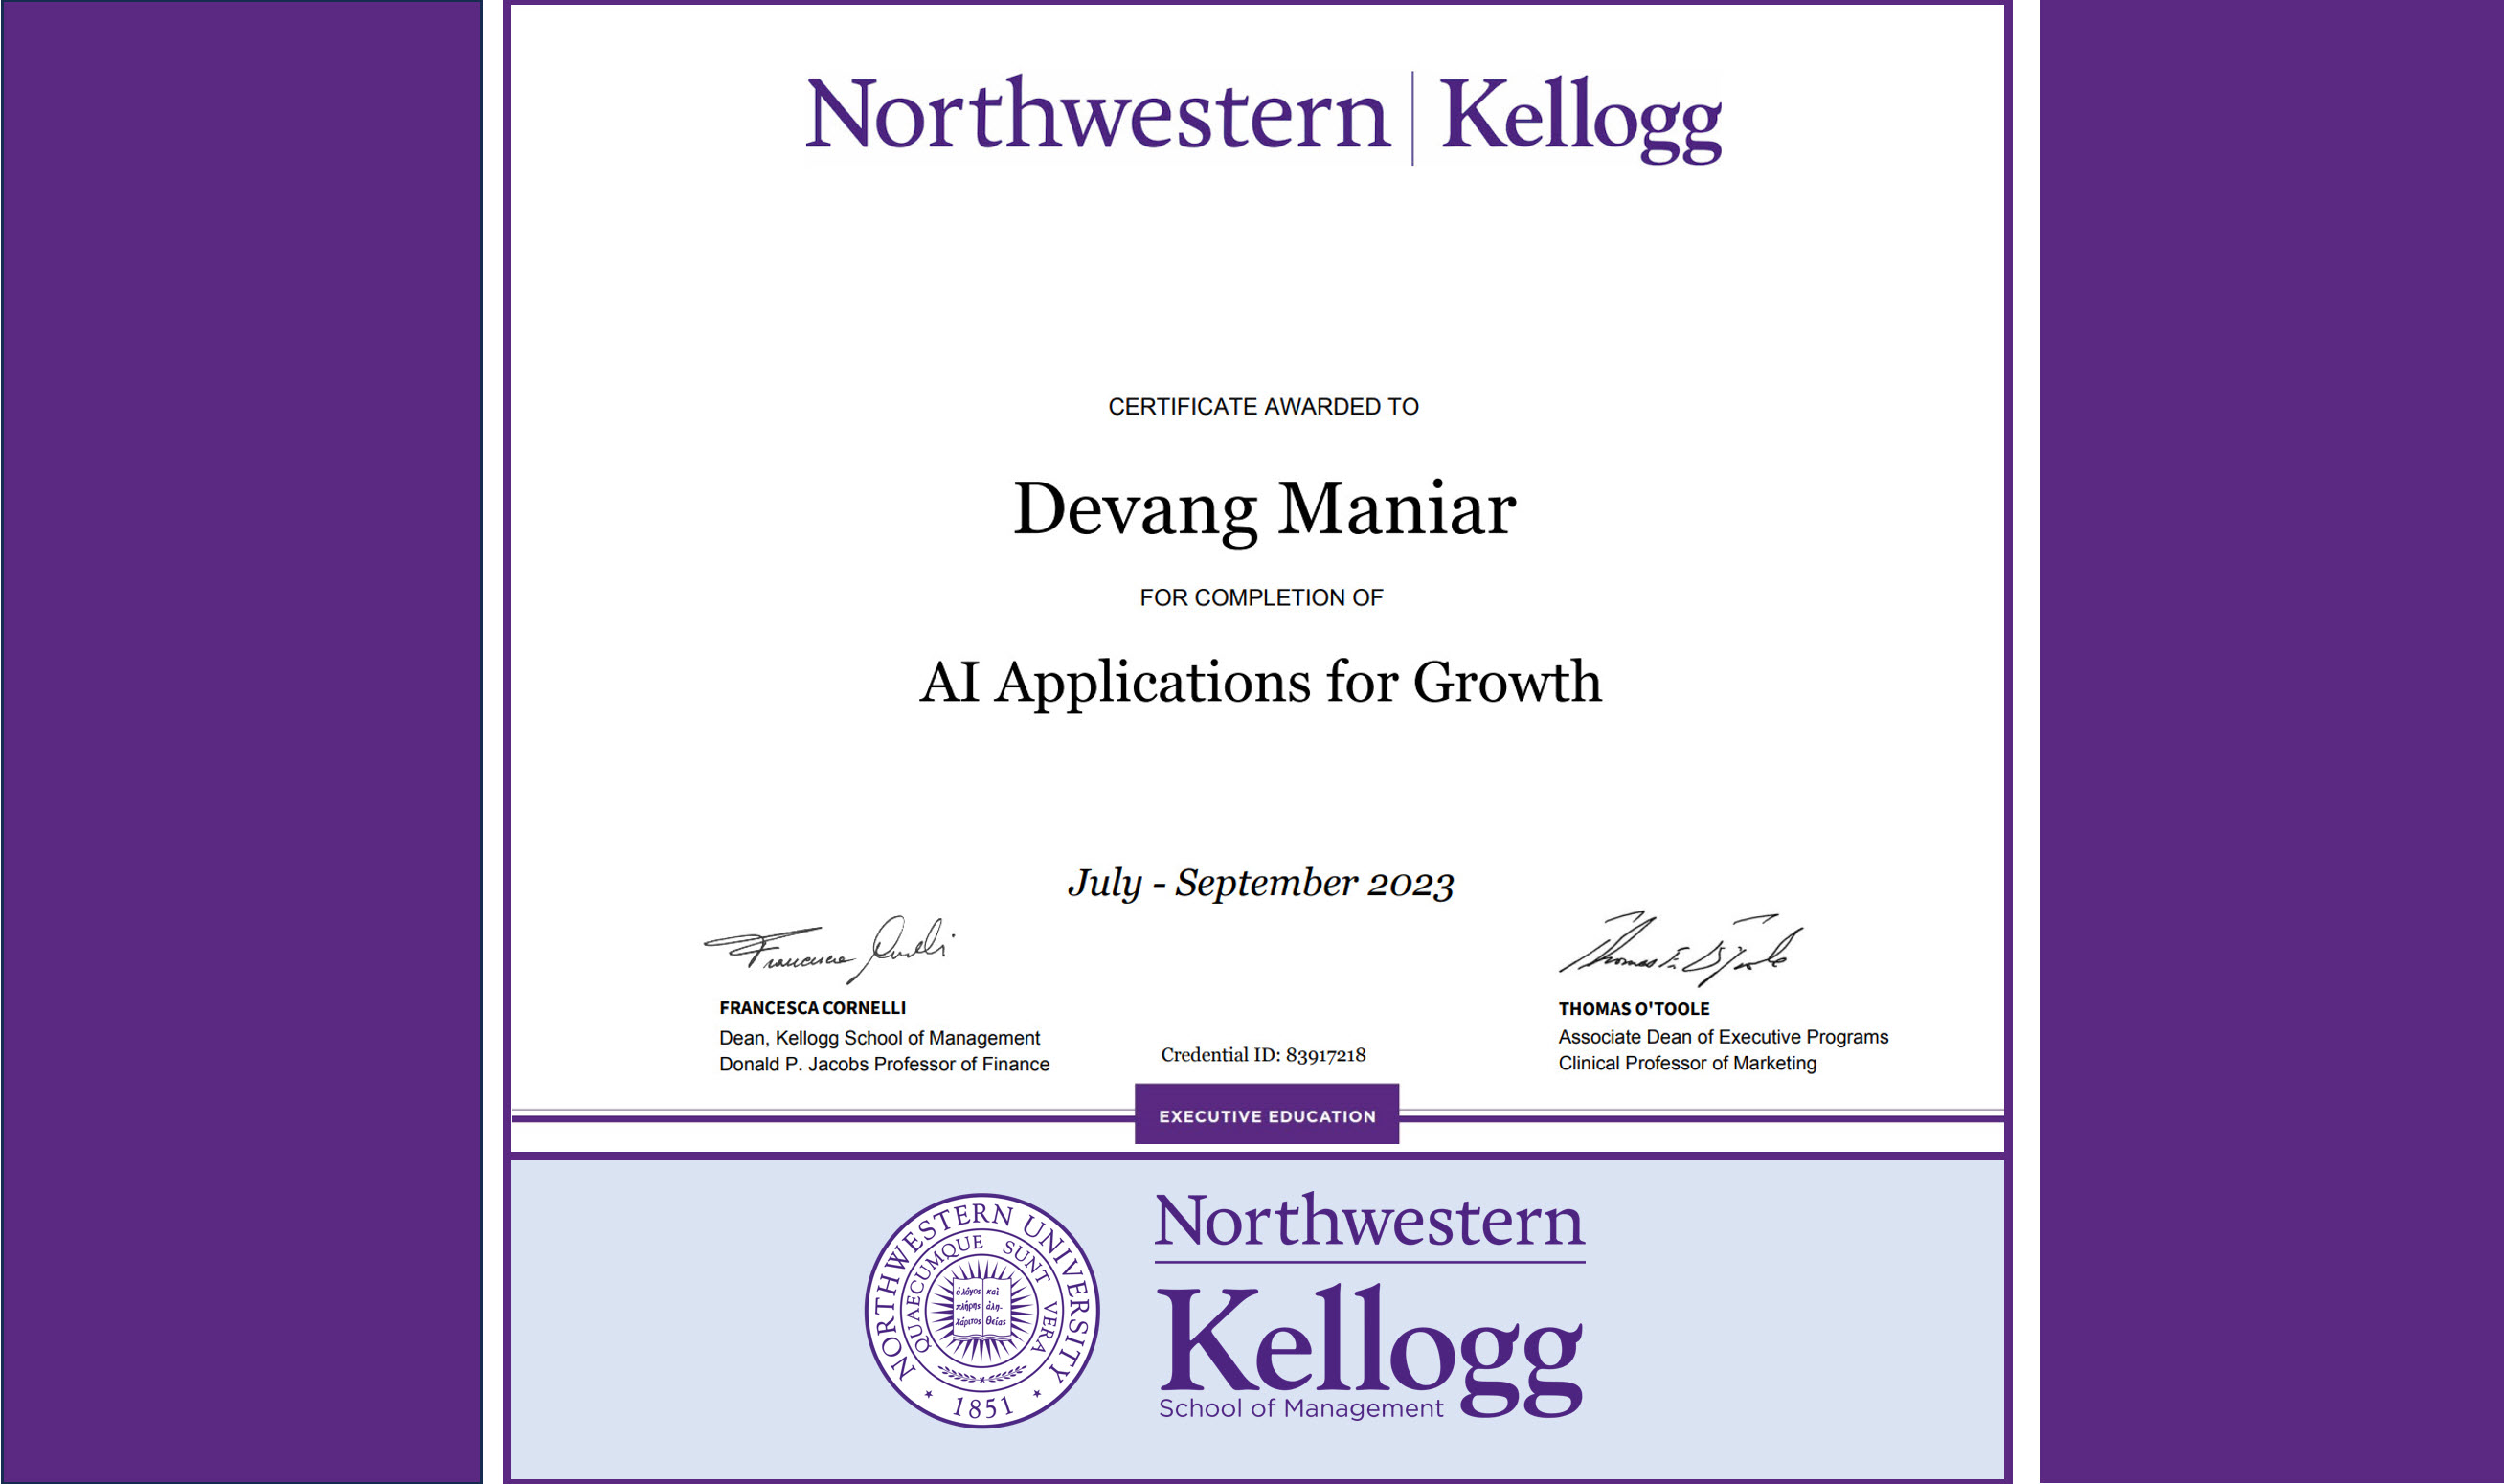 Northwestern | Kellogg
CERTIFICATE AWARDED TO
Devang Maniar
FOR COMPLETION OF
AI Applications for Growth
July - September 2023
Francesca Cornelli
Thomas F. O'Toole
FRANCESCA CORNELLI
Dean, Kellogg School of Management
Donald P. Jacobs Professor of Finance
Credential ID: 83917218
THOMAS O'TOOLE
Associate Dean of Executive Programs
Clinical Professor of Marketing
EXECUTIVE EDUCATION
NORTHWESTERN UNIVERSITY
QUAECUMQUE SUNT VERA
ὁ λόγος
πλήρης
χάριτος
καὶ
ἀλη-
θείας
1851
Northwestern
Kellogg
School of Management